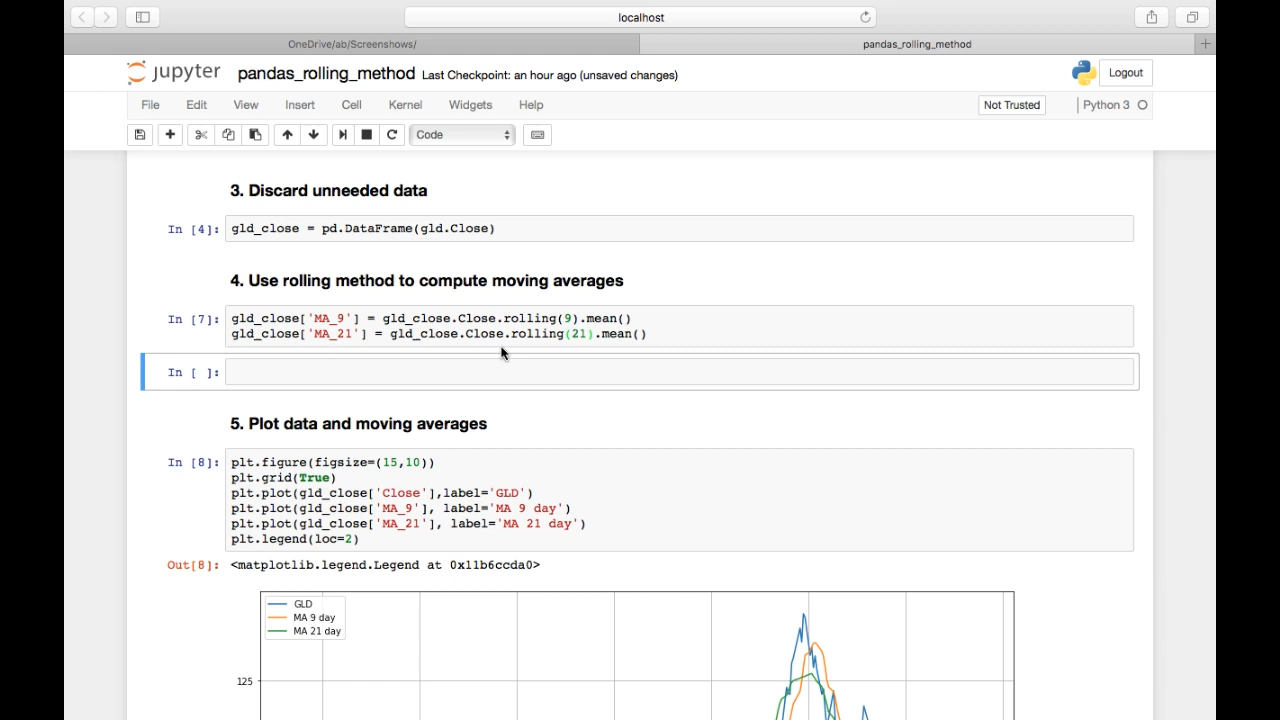 localhost
OneDrive/ab/Screenshots/
pandas_rolling_method
+
jupyter pandas_rolling_method Last Checkpoint: an hour ago (unsaved changes)
Logout
File Edit View Insert Cell Kernel Widgets Help
Not Trusted
Python 3
Code
3. Discard unneeded data
In [4]: gld_close = pd.DataFrame(gld.Close)
4. Use rolling method to compute moving averages
In [7]: gld_close['MA_9'] = gld_close.Close.rolling(9).mean()
gld_close['MA_21'] = gld_close.Close.rolling(21).mean()
In [ ]:
5. Plot data and moving averages
In [8]: plt.figure(figsize=(15,10))
plt.grid(True)
plt.plot(gld_close['Close'],label='GLD')
plt.plot(gld_close['MA_9'], label='MA 9 day')
plt.plot(gld_close['MA_21'], label='MA 21 day')
plt.legend(loc=2)
Out[8]: <matplotlib.legend.Legend at 0x11b6ccda0>
GLD
MA 9 day
MA 21 day
125